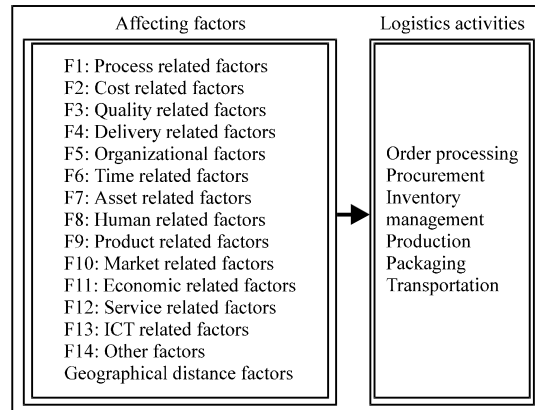 Affecting factors
F1: Process related factors
F2: Cost related factors
F3: Quality related factors
F4: Delivery related factors
F5: Organizational factors
F6: Time related factors
F7: Asset related factors
F8: Human related factors
F9: Product related factors
F10: Market related factors
F11: Economic related factors
F12: Service related factors
F13: ICT related factors
F14: Other factors
Geographical distance factors
Logistics activities
Order processing
Procurement
Inventory
management
Production
Packaging
Transportation